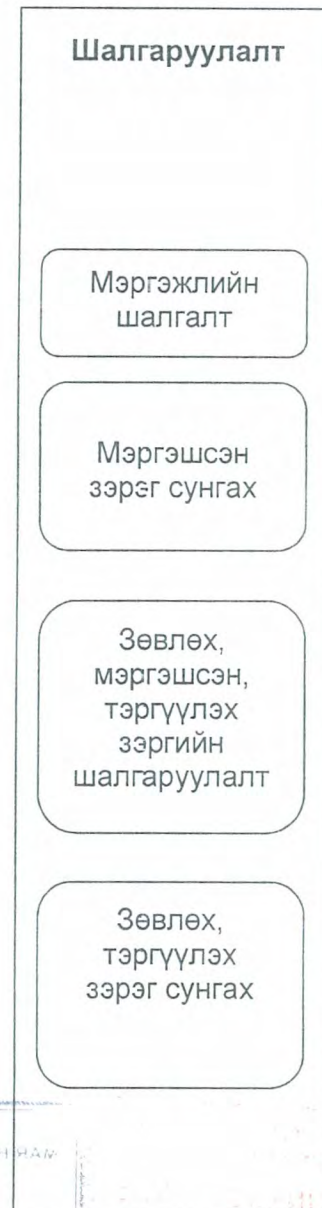 Шалгаруулалт
Мэргэжлийн
шалгалт
Мэргэшсэн
зэрэг сунгах
Зөвлөх,
мэргэшсэн,
тэргүүлэх
зэргийн
шалгаруулалт
Зөвлөх,
тэргүүлэх
зэрэг сунгах